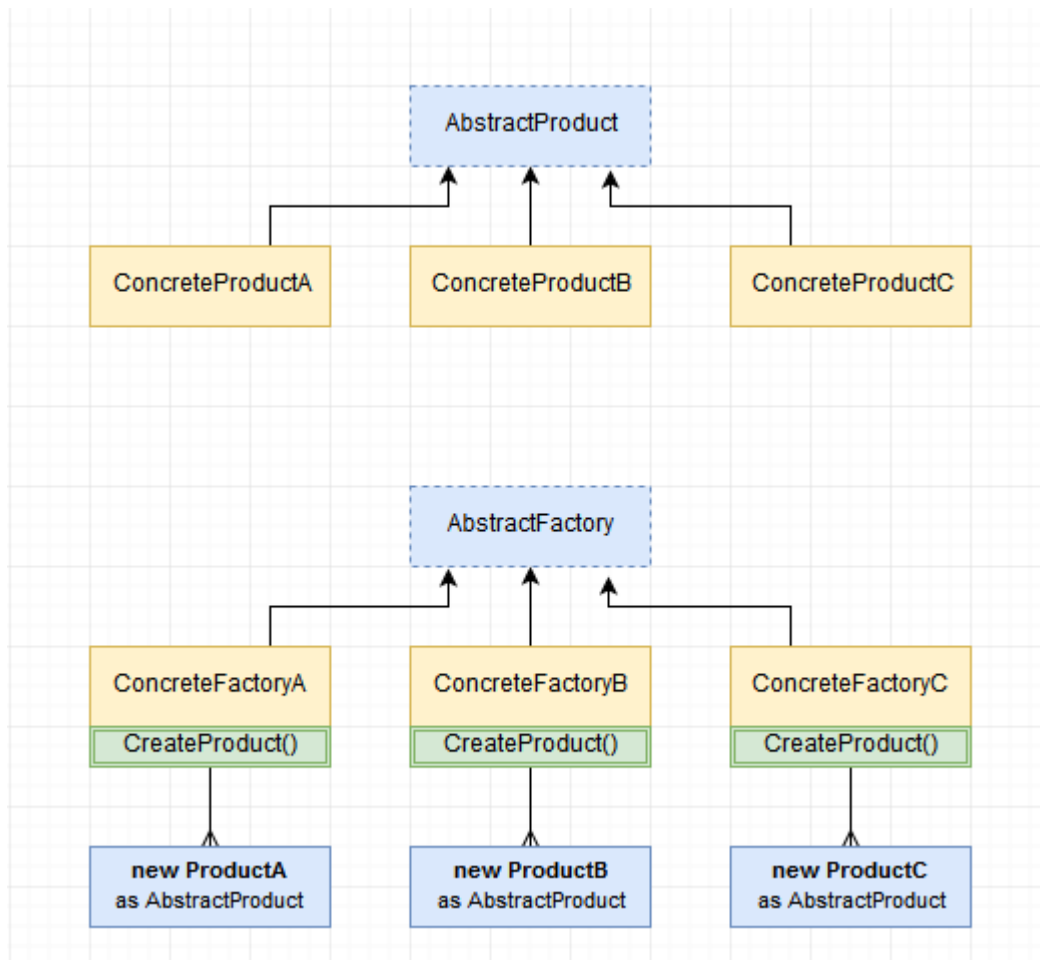 AbstractProduct
ConcreteProductA
ConcreteProductB
ConcreteProductC
AbstractFactory
ConcreteFactoryA
ConcreteFactoryB
ConcreteFactoryC
CreateProduct()
CreateProduct()
CreateProduct()
new ProductA
as AbstractProduct
new ProductB
as AbstractProduct
new ProductC
as AbstractProduct